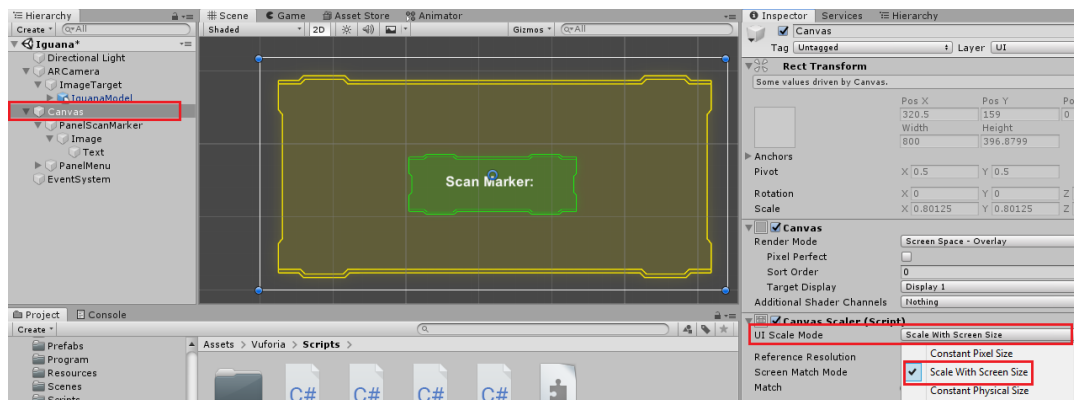 Hierarchy
Create
All
Iguana*
Directional Light
ARCamera
ImageTarget
IguanaModel
Canvas
PanelScanMarker
Image
Text
PanelMenu
EventSystem
Scene Game Asset Store Animator
Shaded 2D Gizmos All
Scan Marker:
Project Console
Create
Prefabs
Program
Resources
Scenes
Scripts
Assets > Vuforia > Scripts >
C# C# C# C#
Inspector Services Hierarchy
Canvas
Tag Untagged Layer UI
Rect Transform
Some values driven by Canvas.
Pos X Pos Y Po
320.5 159 0
Width Height
800 396.8799
Anchors
Pivot X 0.5 Y 0.5
Rotation X 0 Y 0 Z
Scale X 0.80125 Y 0.80125 Z
Canvas
Render Mode Screen Space - Overlay
Pixel Perfect
Sort Order 0
Target Display Display 1
Additional Shader Channels Nothing
Canvas Scaler (Script)
UI Scale Mode Scale With Screen Size
Reference Resolution Constant Pixel Size
Screen Match Mode Scale With Screen Size
Match Constant Physical Size